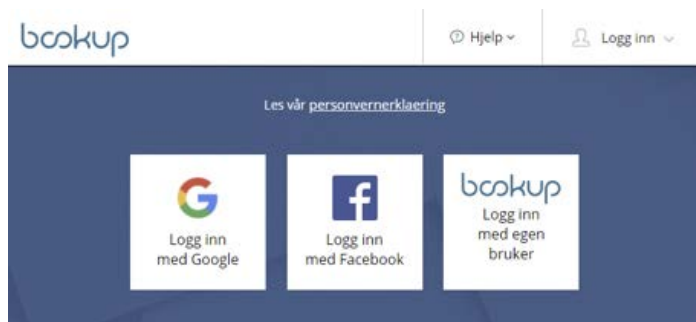 bookup
Hjelp
Logg inn
Les vår personvernerklaering
Logg inn
med Google
Logg inn
med Facebook
bookup
Logg inn
med egen
bruker